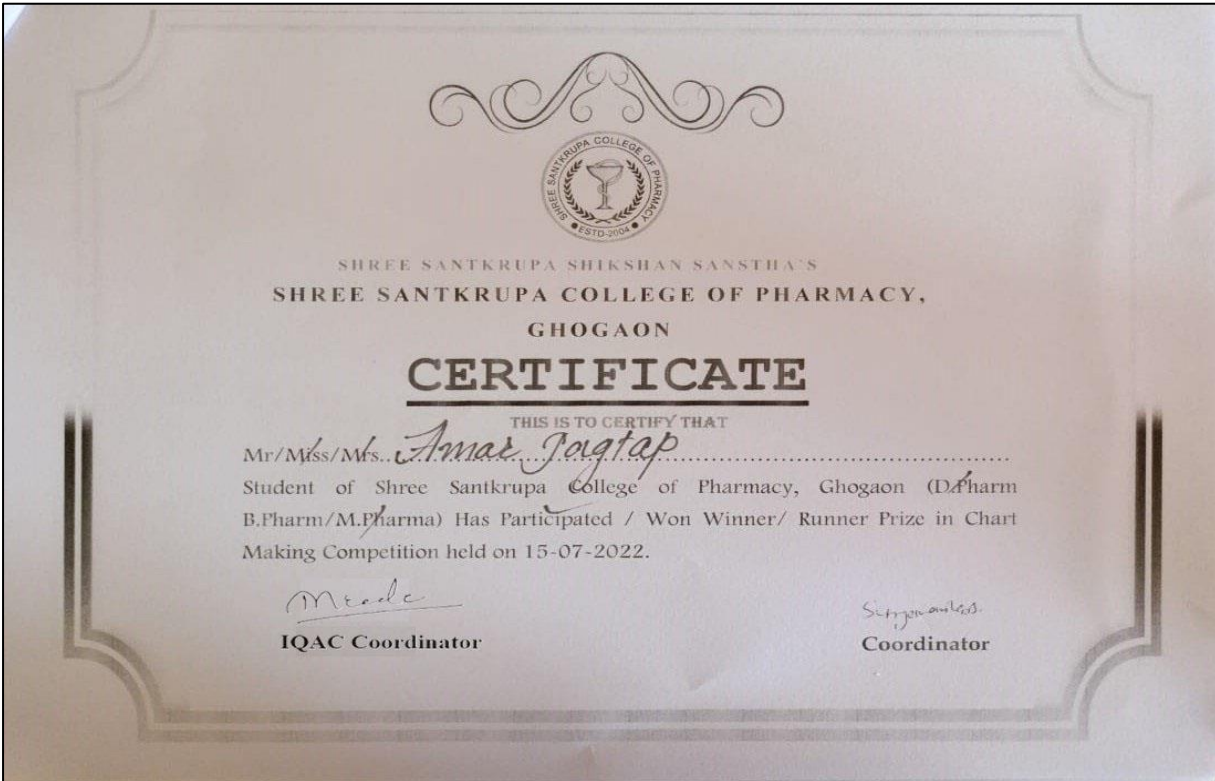 SHREE SANTKRUPA COLLEGE OF PHARMACY
ESTD-2004
SHREE SANTKRUPA SHIKSHAN SANSTHA'S
SHREE SANTKRUPA COLLEGE OF PHARMACY,
GHOGAON
CERTIFICATE
THIS IS TO CERTIFY THAT
Mr/Miss/Mrs. Amar Jagtap
Student of Shree Santkrupa College of Pharmacy, Ghogaon (D.Pharm
B.Pharm/M.Pharma) Has Participated / Won Winner/ Runner Prize in Chart
Making Competition held on 15-07-2022.
IQAC Coordinator
Coordinator